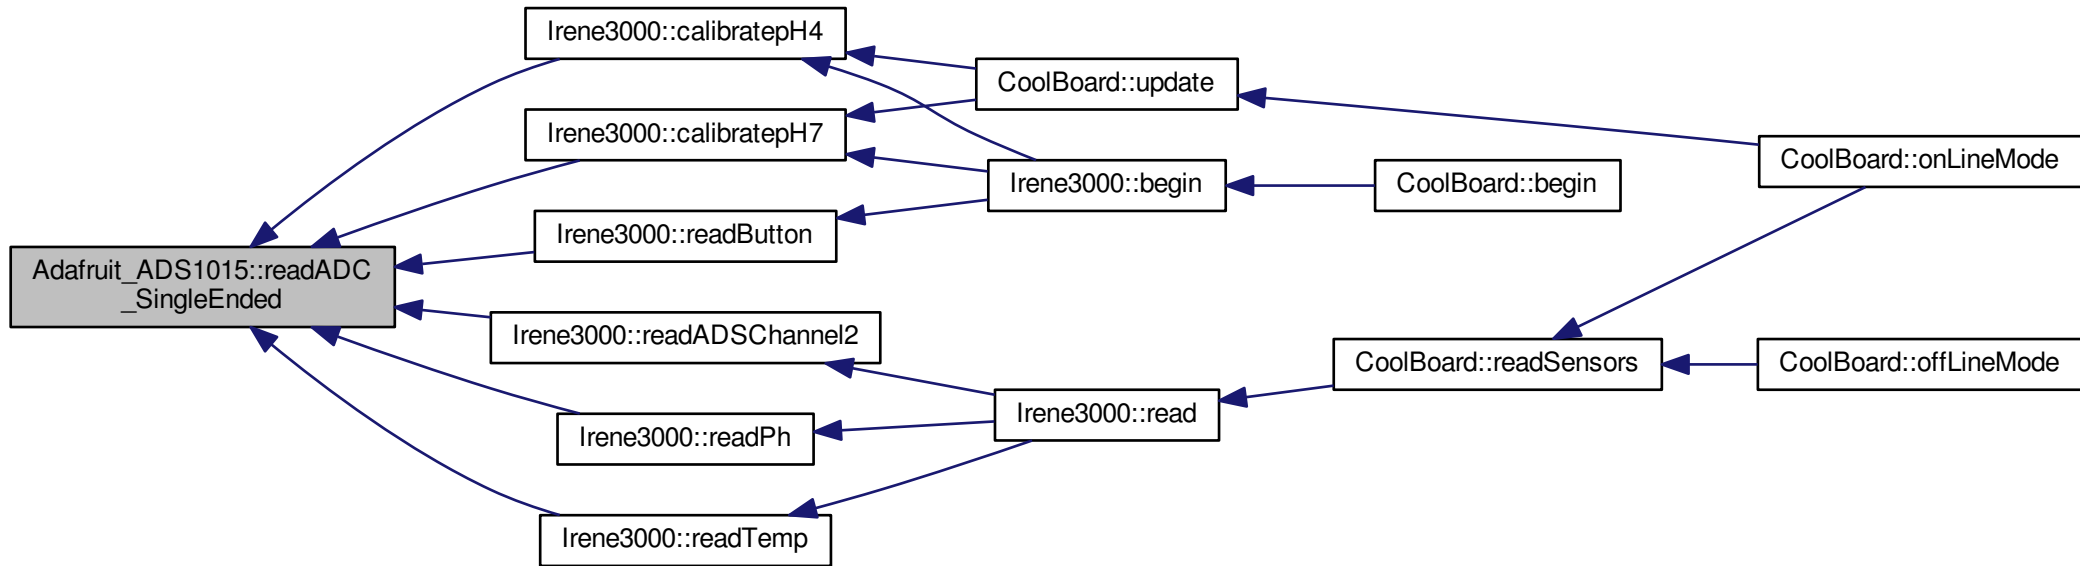 Irene3000::calibratepH4
CoolBoard::update
Irene3000::calibratepH7
CoolBoard::onLineMode
Irene3000::begin
CoolBoard::begin
Irene3000::readButton
Adafruit_ADS1015::readADC
_SingleEnded
Irene3000::readADSChannel2
CoolBoard::readSensors
CoolBoard::offLineMode
Irene3000::read
Irene3000::readPh
Irene3000::readTemp